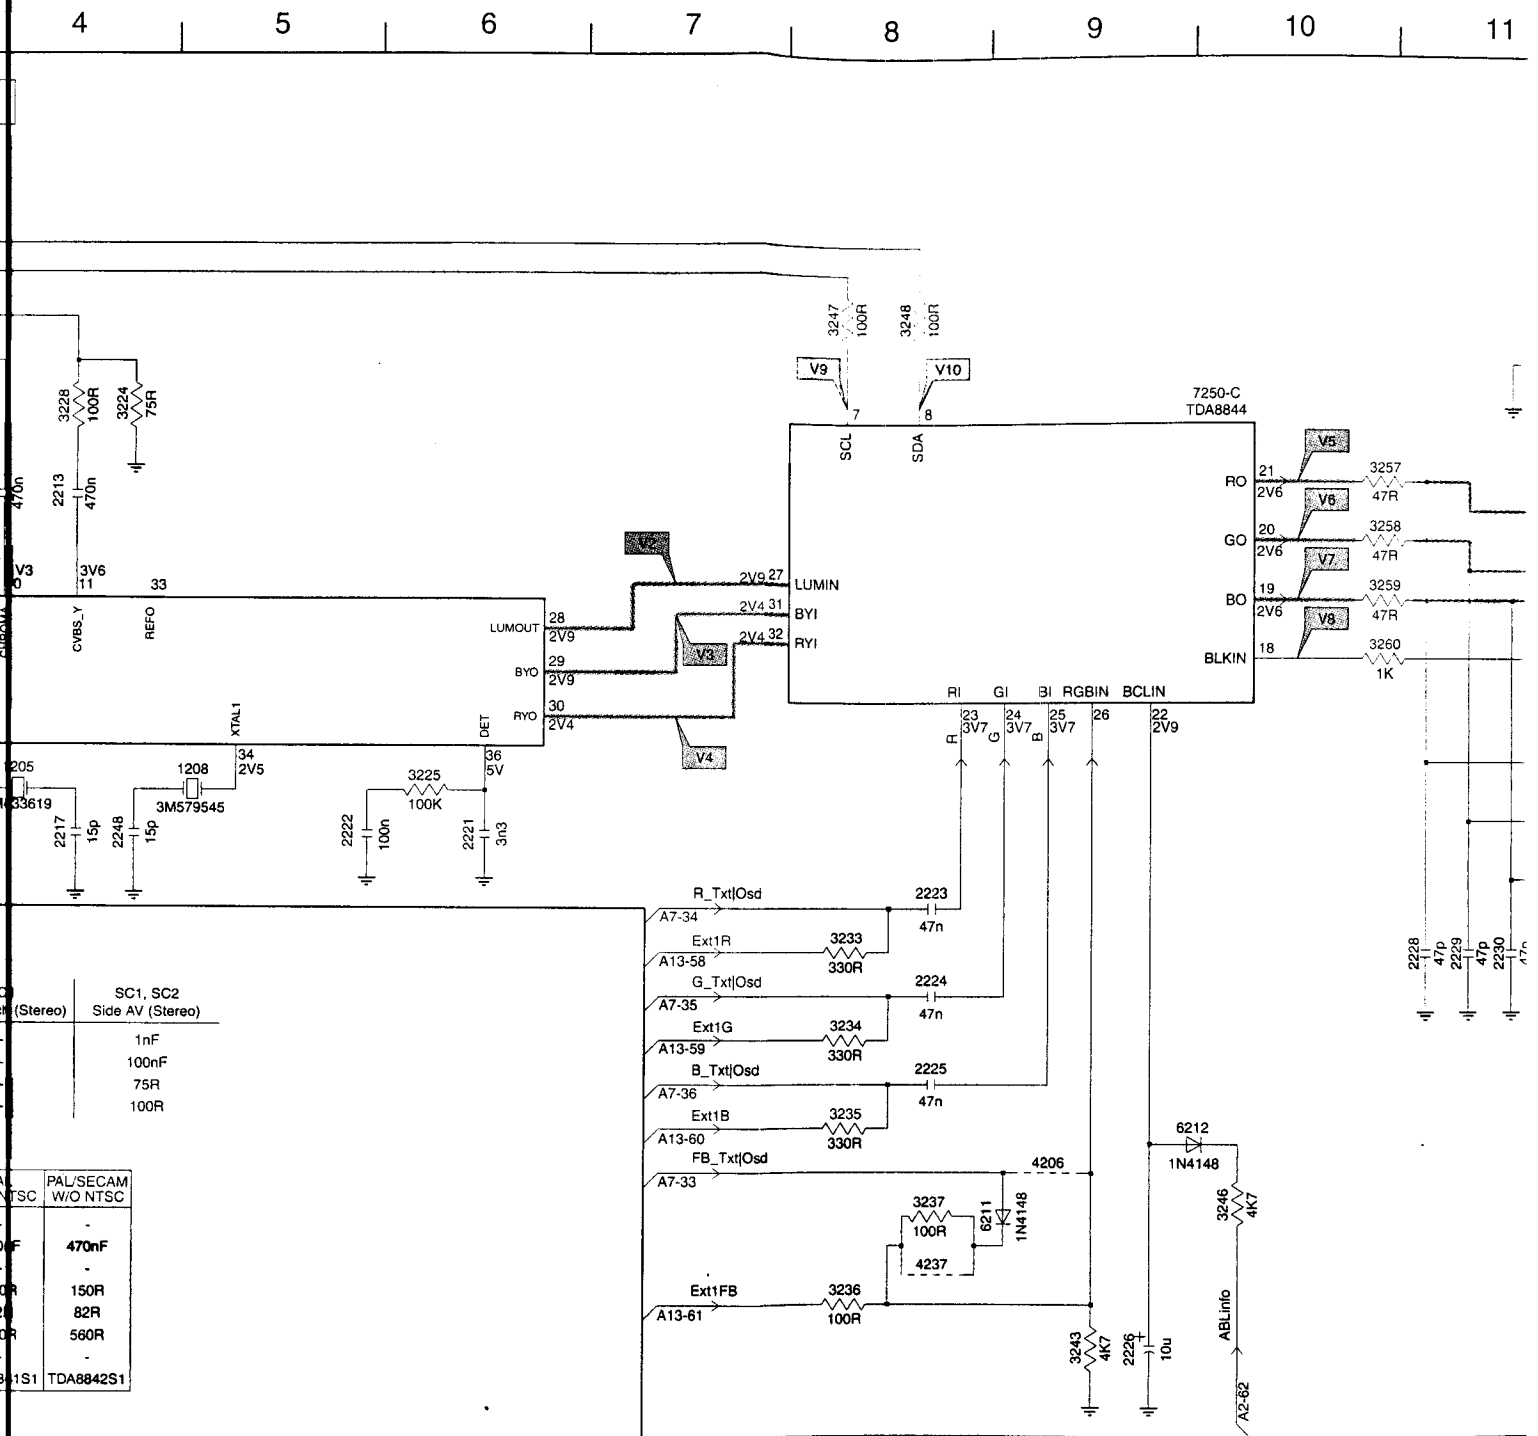 4 5 6 7 8 9 10 11
3247
100R
3248
100R
V9
V10
7
8
SCL
SDA
7250-C
TDA8844
3228
100R
3224
75R
2213
470n
470n
V3
0
3V6
11
33
CVBS_Y
REFO
XTAL1
34
2V5
DET
36
5V
LUMOUT
28
2V9
BYO
29
2V9
RYO
30
2V4
V2
V3
V4
2V9 27 LUMIN
2V4 31 BYI
2V4 32 RYI
RO
21
2V6
V5
3257
47R
GO
20
2V6
V6
3258
47R
BO
19
2V6
V7
3259
47R
BLKIN
18
V8
3260
1K
RI GI BI RGBIN BCLIN
23 24 25 26 22
3V7 3V7 3V7 2V9
R G B
1205
433619
1208
3M579545
2217
15p
2248
15p
3225
100K
2222
100n
2221
3n3
2228
47p
2229
47p
2230
R_Txt|Osd
A7-34
2223
47n
Ext1R
A13-58
3233
330R
G_Txt|Osd
A7-35
2224
47n
Ext1G
A13-59
3234
330R
B_Txt|Osd
A7-36
2225
47n
Ext1B
A13-60
3235
330R
FB_Txt|Osd
A7-33
4206
3237
100R
4237
6211
1N4148
Ext1FB
A13-61
3236
100R
3243
4K7
2226
+
10u
6212
1N4148
3246
4K7
ABLinfo
A2-62
(Stereo)
SC1, SC2
Side AV (Stereo)
1nF
100nF
75R
100R
PAL/SECAM
W/O NTSC
-
470nF
-
150R
82R
560R
-
TDA8842S1